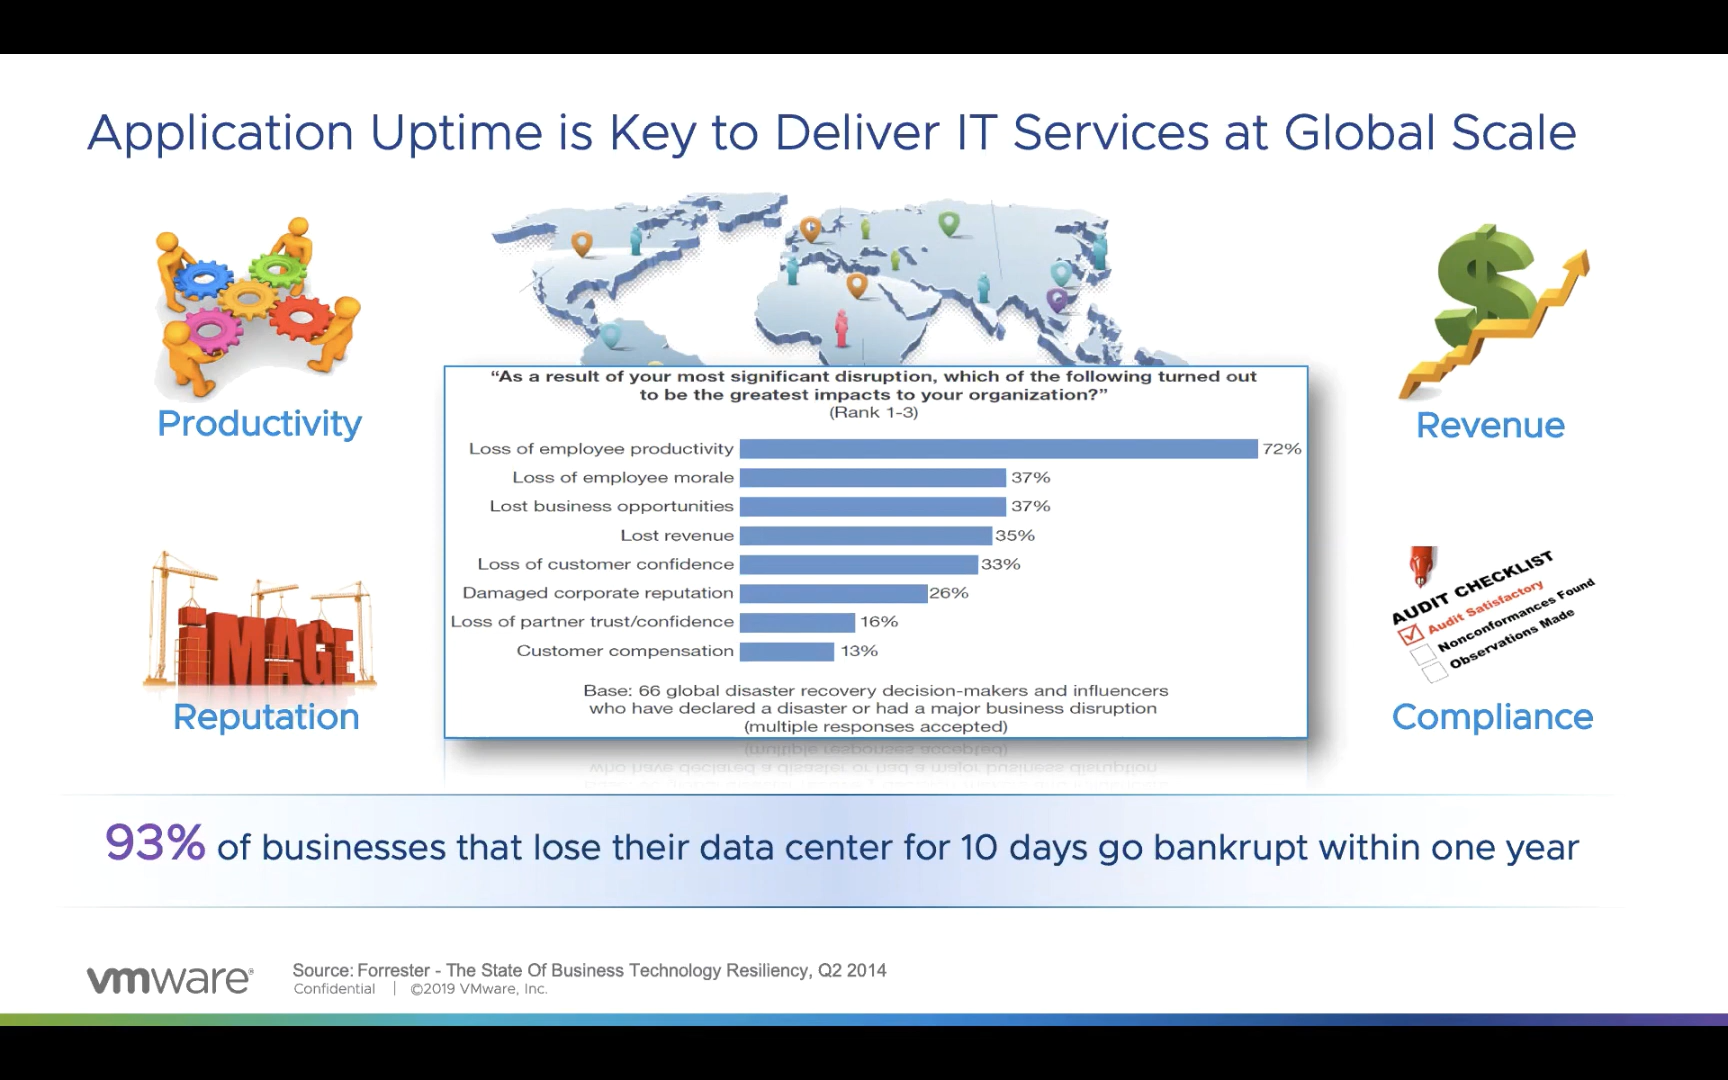 Application Uptime is Key to Deliver IT Services at Global Scale
Productivity
Revenue
Reputation
Compliance
iMAGE
AUDIT CHECKLIST
Audit Satisfactory
Nonconformances Found
Observations Made
“As a result of your most significant disruption, which of the following turned out
to be the greatest impacts to your organization?”
(Rank 1-3)
Loss of employee productivity 72%
Loss of employee morale 37%
Lost business opportunities 37%
Lost revenue 35%
Loss of customer confidence 33%
Damaged corporate reputation 26%
Loss of partner trust/confidence 16%
Customer compensation 13%
Base: 66 global disaster recovery decision-makers and influencers
who have declared a disaster or had a major business disruption
(multiple responses accepted)
93% of businesses that lose their data center for 10 days go bankrupt within one year
vmware®
Source: Forrester - The State Of Business Technology Resiliency, Q2 2014
Confidential | ©2019 VMware, Inc.